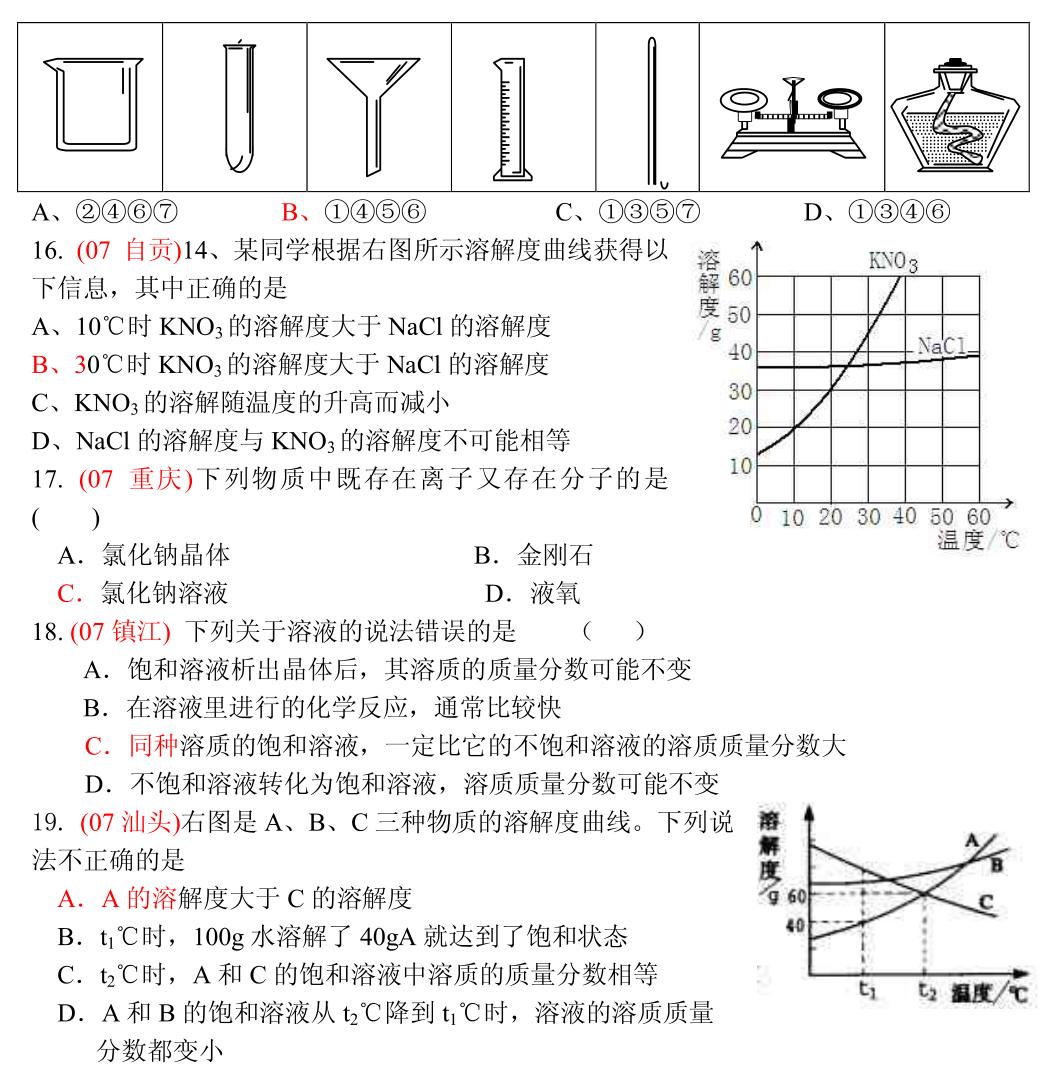 A、②④⑥⑦ B、①④⑤⑥ C、①③⑤⑦ D、①③④⑥
16. (07 自贡)14、某同学根据右图所示溶解度曲线获得以
下信息，其中正确的是
A、10℃时 KNO₃的溶解度大于 NaCl 的溶解度
B、30℃时 KNO₃的溶解度大于 NaCl 的溶解度
C、KNO₃的溶解随温度的升高而减小
D、NaCl 的溶解度与 KNO₃的溶解度不可能相等
溶解度/g
KNO₃
NaCl
60
50
40
30
20
10
0 10 20 30 40 50 60
温度/℃
17. (07 重庆)下列物质中既存在离子又存在分子的是
( )
A．氯化钠晶体 B．金刚石
C．氯化钠溶液 D．液氧
18. (07 镇江) 下列关于溶液的说法错误的是 （ ）
A．饱和溶液析出晶体后，其溶质的质量分数可能不变
B．在溶液里进行的化学反应，通常比较快
C．同种溶质的饱和溶液，一定比它的不饱和溶液的溶质质量分数大
D．不饱和溶液转化为饱和溶液，溶质质量分数可能不变
19. (07 汕头)右图是 A、B、C 三种物质的溶解度曲线。下列说
法不正确的是
A．A 的溶解度大于 C 的溶解度
B．t₁℃时，100g 水溶解了 40gA 就达到了饱和状态
C．t₂℃时，A 和 C 的饱和溶液中溶质的质量分数相等
D．A 和 B 的饱和溶液从 t₂℃降到 t₁℃时，溶液的溶质质量
分数都变小
溶解度/g
A
B
C
60
40
t₁ t₂ 温度/℃